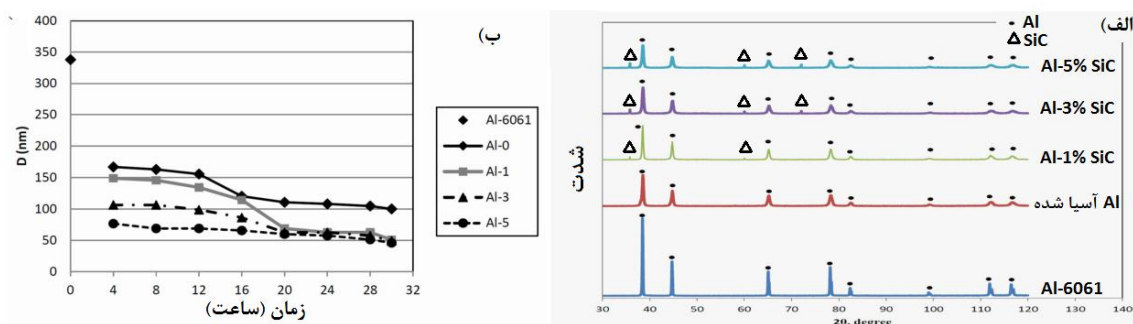 ب)
400
350
300
250
200
150
100
50
0
D (nm)
0 4 8 12 16 20 24 28 32
زمان (ساعت)
Al-6061
Al-0
Al-1
Al-3
Al-5
الف)
Al
SiC
Al-5% SiC
Al-3% SiC
Al-1% SiC
Al آسیا شده
Al-6061
شدت
30 40 50 60 70 80 90 100 110 120 130 140
2θ, degree